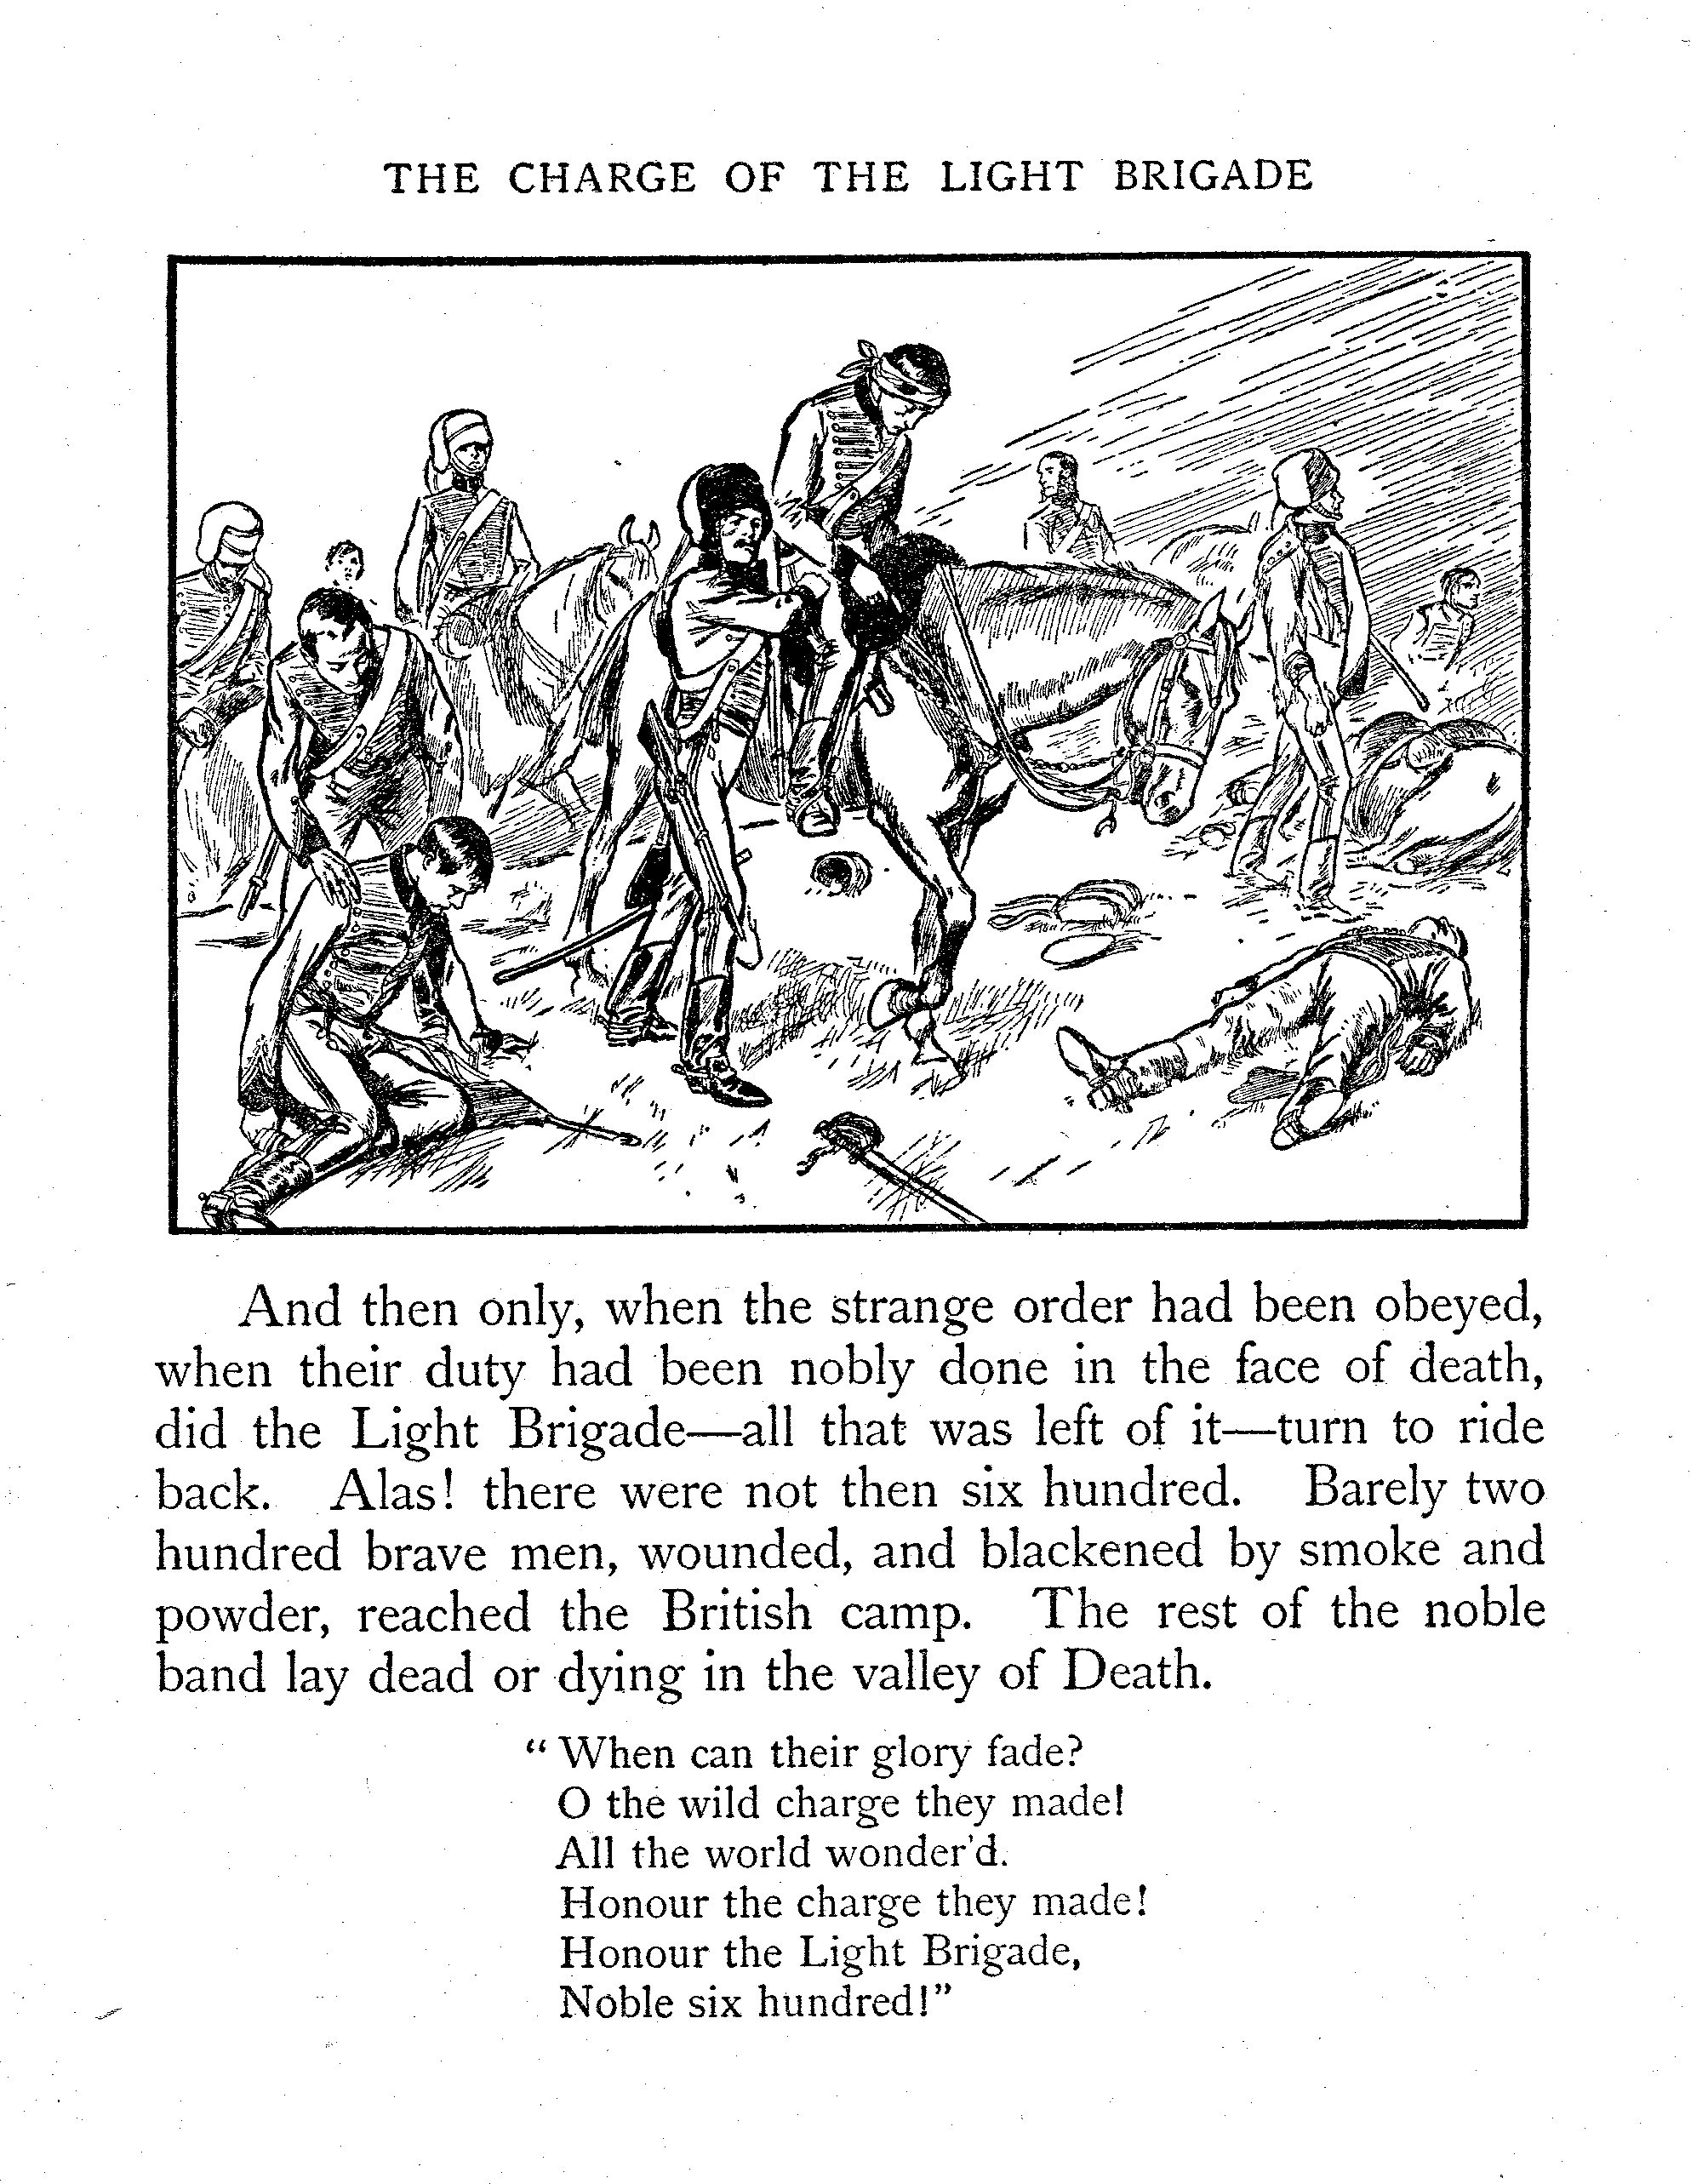 THE CHARGE OF THE LIGHT BRIGADE
And then only, when the strange order had been obeyed,
when their duty had been nobly done in the face of death,
did the Light Brigade—all that was left of it—turn to ride
back. Alas! there were not then six hundred. Barely two
hundred brave men, wounded, and blackened by smoke and
powder, reached the British camp. The rest of the noble
band lay dead or dying in the valley of Death.
“When can their glory fade?
O the wild charge they made!
All the world wonder'd.
Honour the charge they made!
Honour the Light Brigade,
Noble six hundred!”